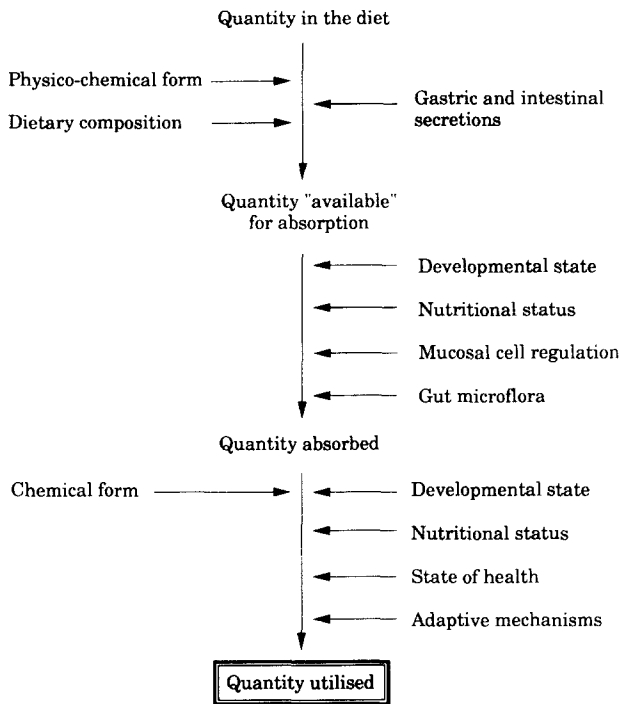 Quantity in the diet
Physico-chemical form
Gastric and intestinal
secretions
Dietary composition
Quantity "available"
for absorption
Developmental state
Nutritional status
Mucosal cell regulation
Gut microflora
Quantity absorbed
Chemical form
Developmental state
Nutritional status
State of health
Adaptive mechanisms
Quantity utilised